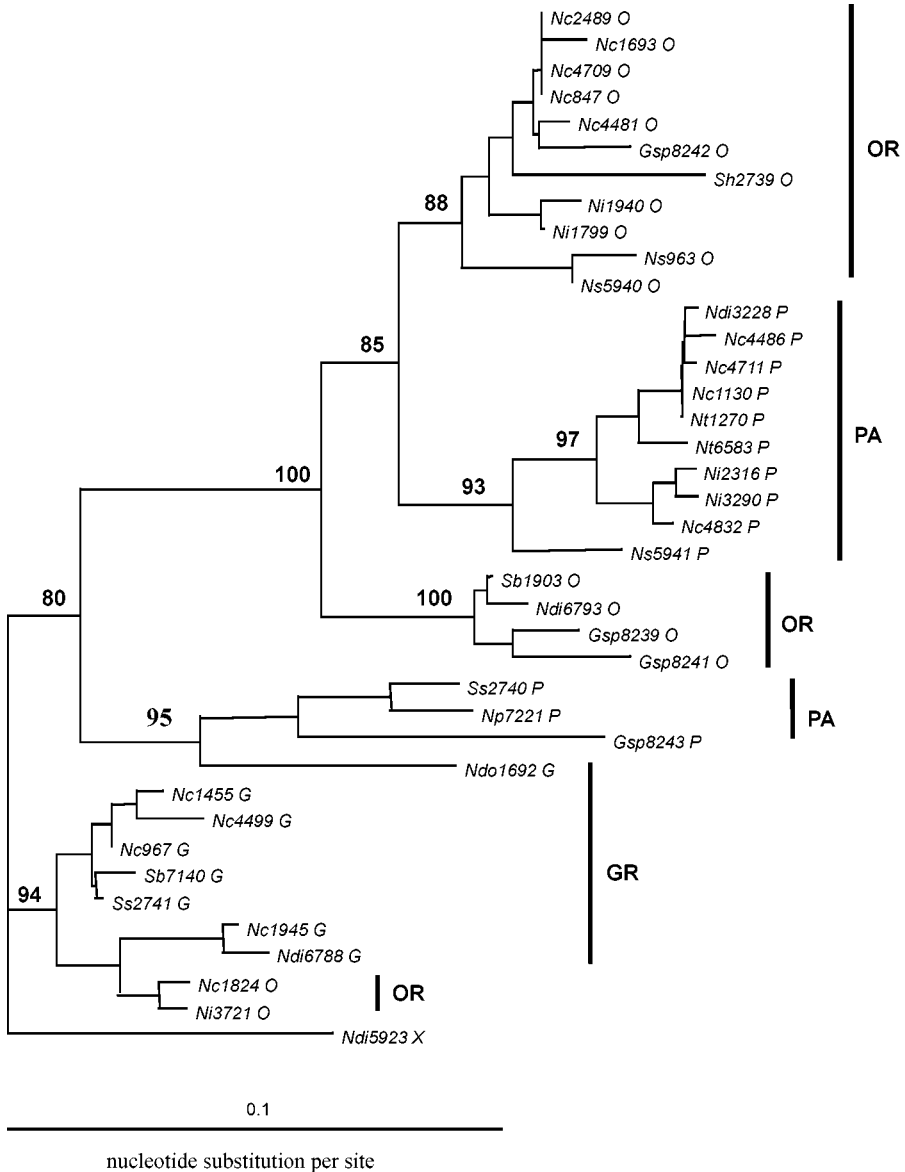 Nc2489 O
Nc1693 O
Nc4709 O
Nc847 O
Nc4481 O
Gsp8242 O
OR
Sh2739 O
88
Ni1940 O
Ni1799 O
Ns963 O
Ns5940 O
Ndi3228 P
Nc4486 P
85
Nc4711 P
Nc1130 P
Nt1270 P
PA
97
Nt6583 P
Ni2316 P
100
93
Ni3290 P
Nc4832 P
Ns5941 P
Sb1903 O
80
100
Ndi6793 O
OR
Gsp8239 O
Gsp8241 O
Ss2740 P
95
Np7221 P
PA
Gsp8243 P
Ndo1692 G
Nc1455 G
Nc4499 G
Nc967 G
GR
Sb7140 G
94
Ss2741 G
Nc1945 G
Ndi6788 G
Nc1824 O
OR
Ni3721 O
Ndi5923 X
0.1
nucleotide substitution per site